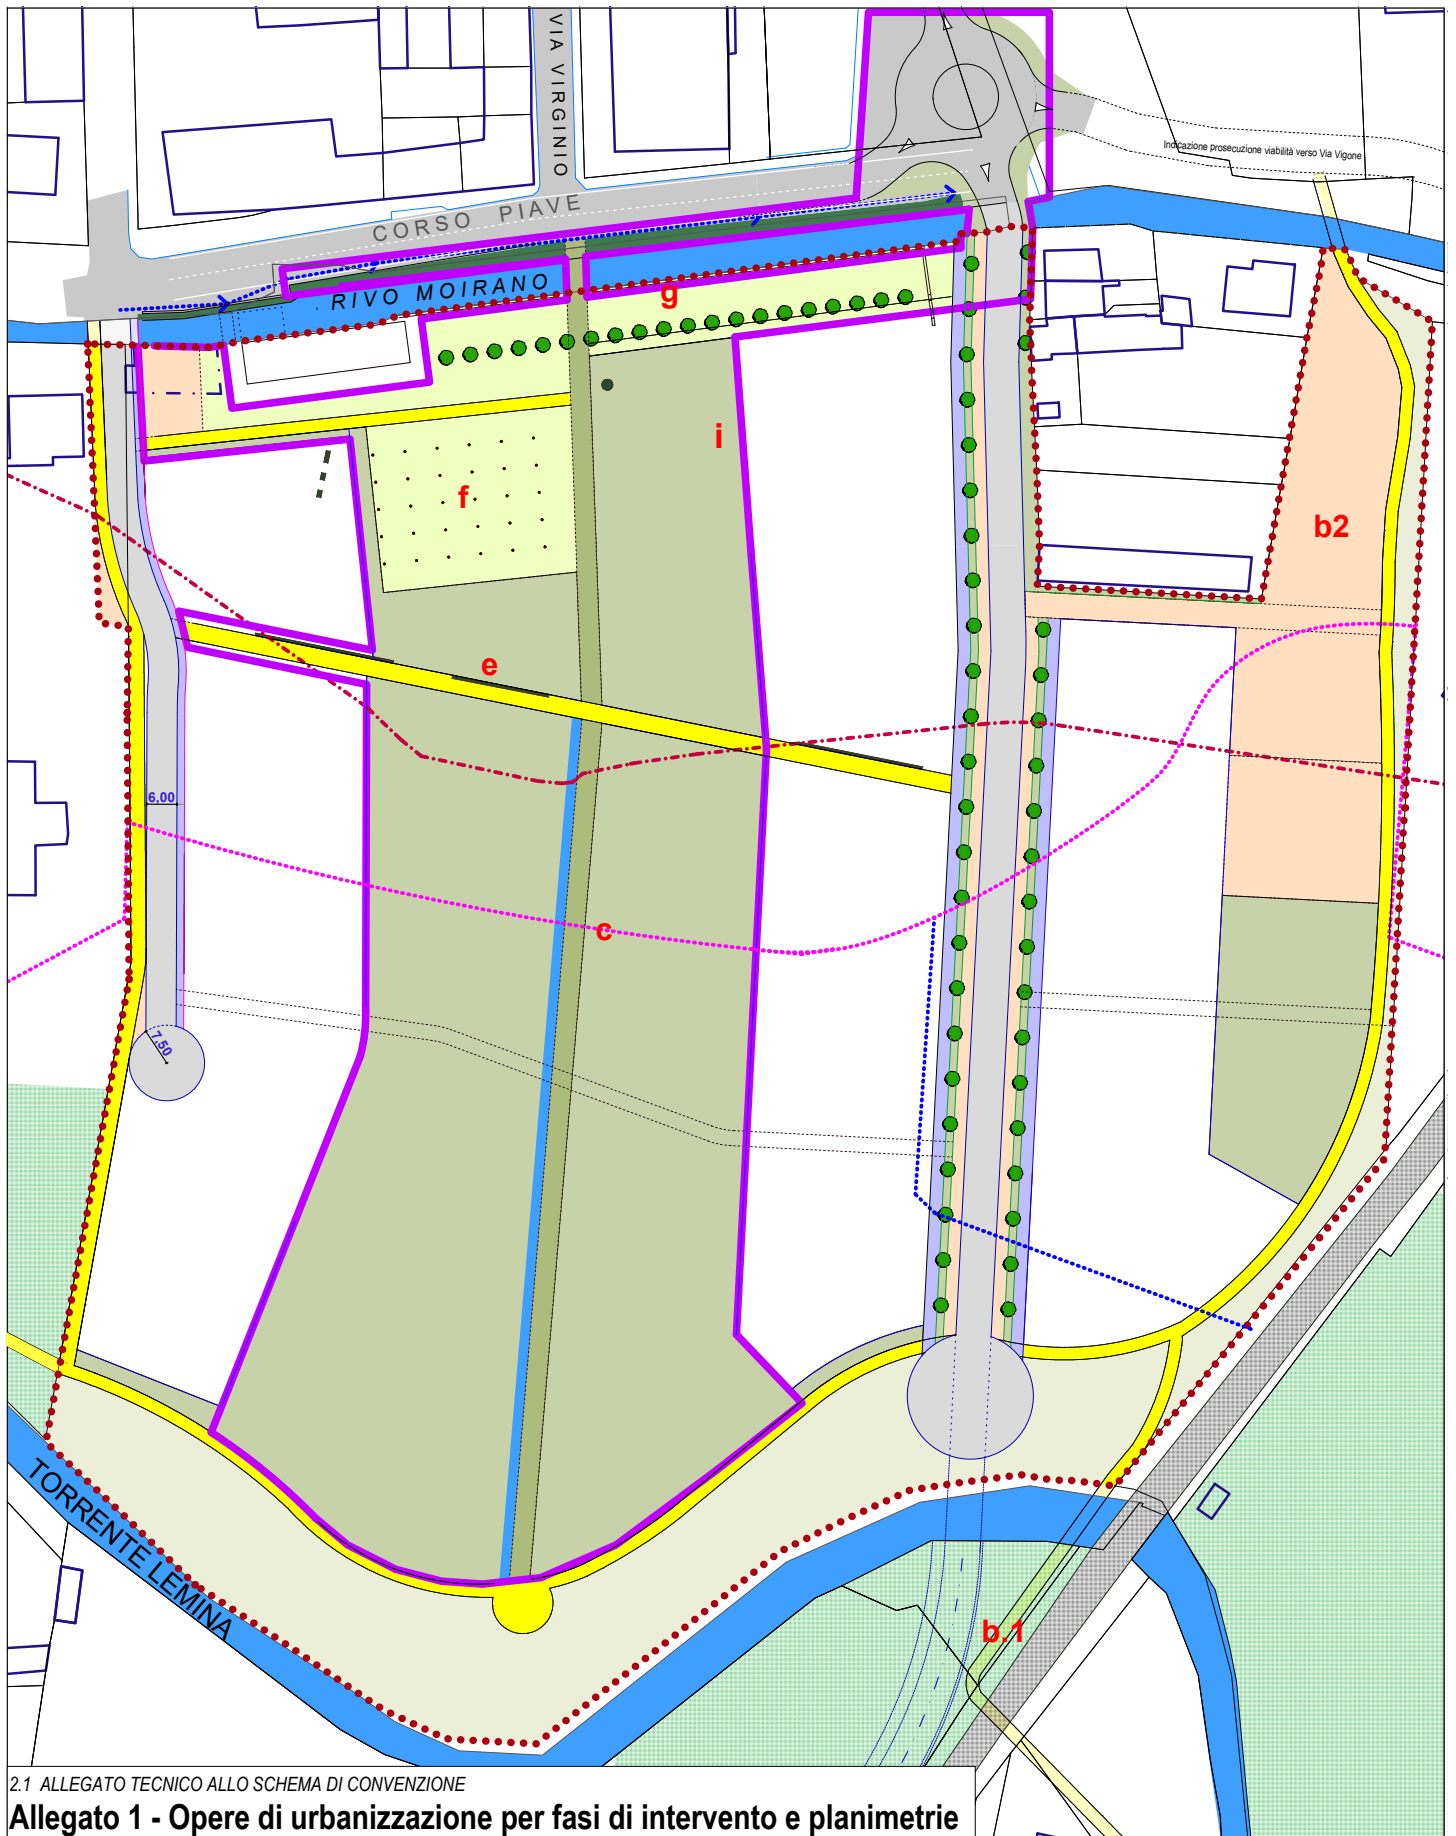 VIA VIRGINIO
Indicazione prosecuzione viabilità verso Via Vigone
CORSO PIAVE
RIVO MOIRANO
g
i
f
b2
e
6,00
c
7,50
TORRENTE LEMINA
b.1
2.1 ALLEGATO TECNICO ALLO SCHEMA DI CONVENZIONE
Allegato 1 - Opere di urbanizzazione per fasi di intervento e planimetrie